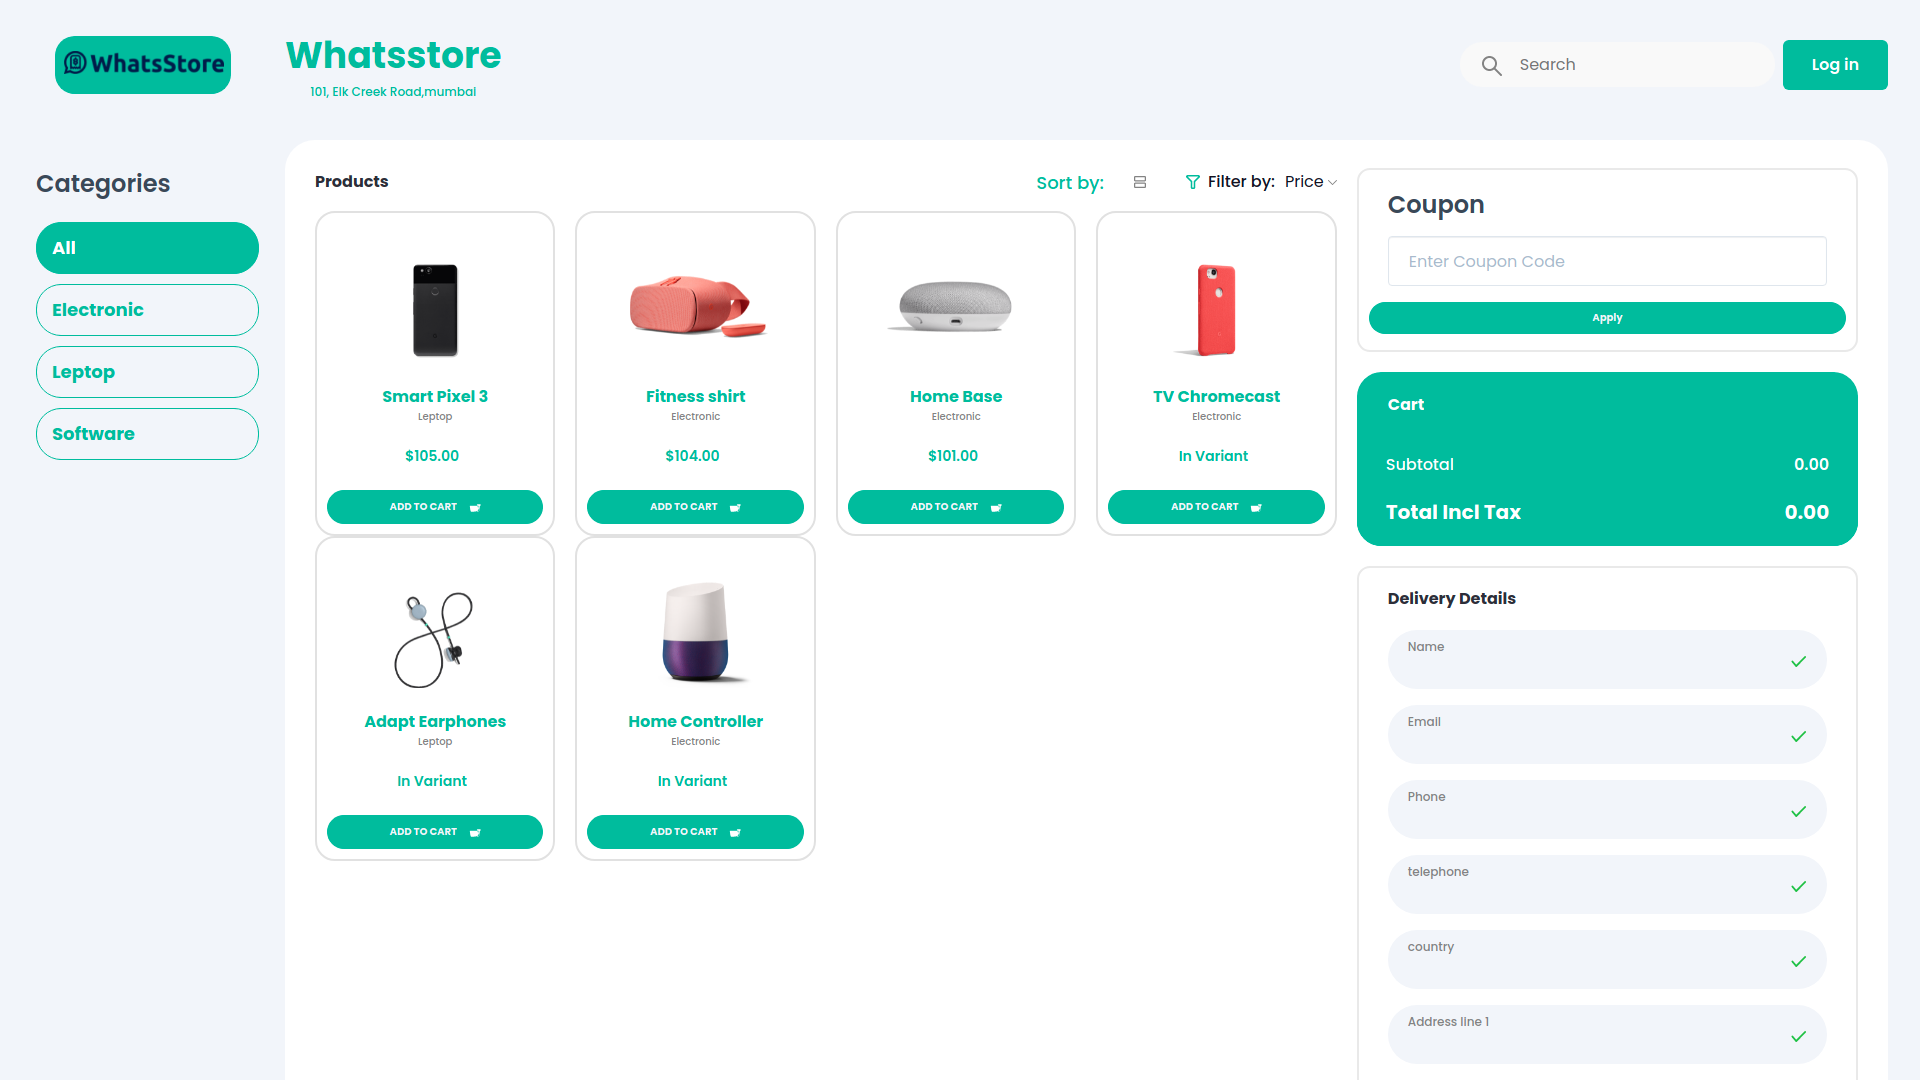 WhatsStore
Whatsstore
101, Elk Creek Road,mumbal
Search
Log in
Categories
All
Electronic
Leptop
Software
Products
Sort by:
Filter by: Price
Smart Pixel 3
Leptop
$105.00
ADD TO CART
Fitness shirt
Electronic
$104.00
ADD TO CART
Home Base
Electronic
$101.00
ADD TO CART
TV Chromecast
Electronic
In Variant
ADD TO CART
Adapt Earphones
Leptop
In Variant
ADD TO CART
Home Controller
Electronic
In Variant
ADD TO CART
Coupon
Enter Coupon Code
Apply
Cart
Subtotal 0.00
Total Incl Tax 0.00
Delivery Details
Name
Email
Phone
telephone
country
Address line 1